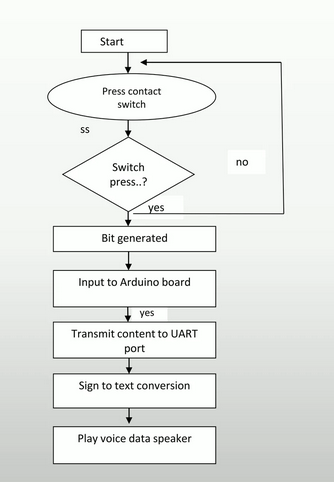 Start
Press contact
switch
ss
Switch
press..?
no
yes
Bit generated
Input to Arduino board
yes
Transmit content to UART
port
Sign to text conversion
Play voice data speaker